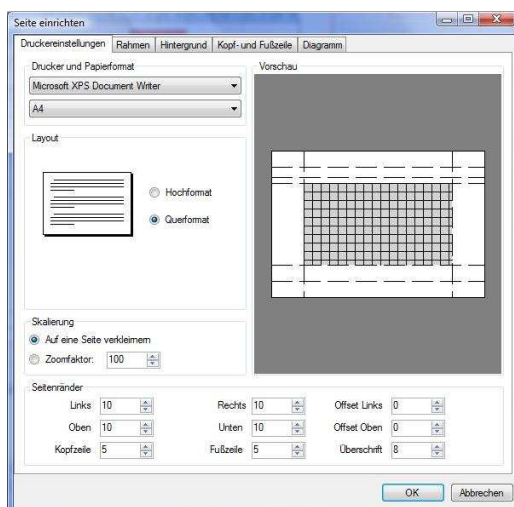 Seite einrichten
Druckereinstellungen Rahmen Hintergrund Kopf- und Fußzeile Diagramm
Drucker und Papierformat
Microsoft XPS Document Writer
A4
Vorschau
Layout
Hochformat
Querformat
Skalierung
Auf eine Seite verkleinern
Zoomfaktor: 100
Seitenränder
Links 10 Rechts 10 Offset Links 0
Oben 10 Unten 10 Offset Oben 0
Kopfzeile 5 Fußzeile 5 Überschrift 8
OK Abbrechen